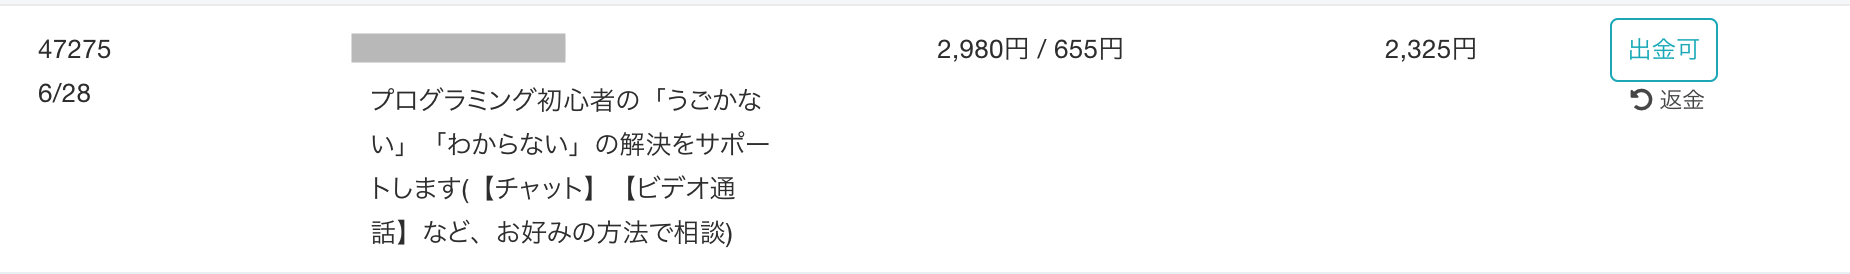 47275
6/28
プログラミング初心者の「うごかな
い」「わからない」の解決をサポー
トします(【チャット】【ビデオ通
話】など、お好みの方法で相談)
2,980円 / 655円
2,325円
出金可
返金